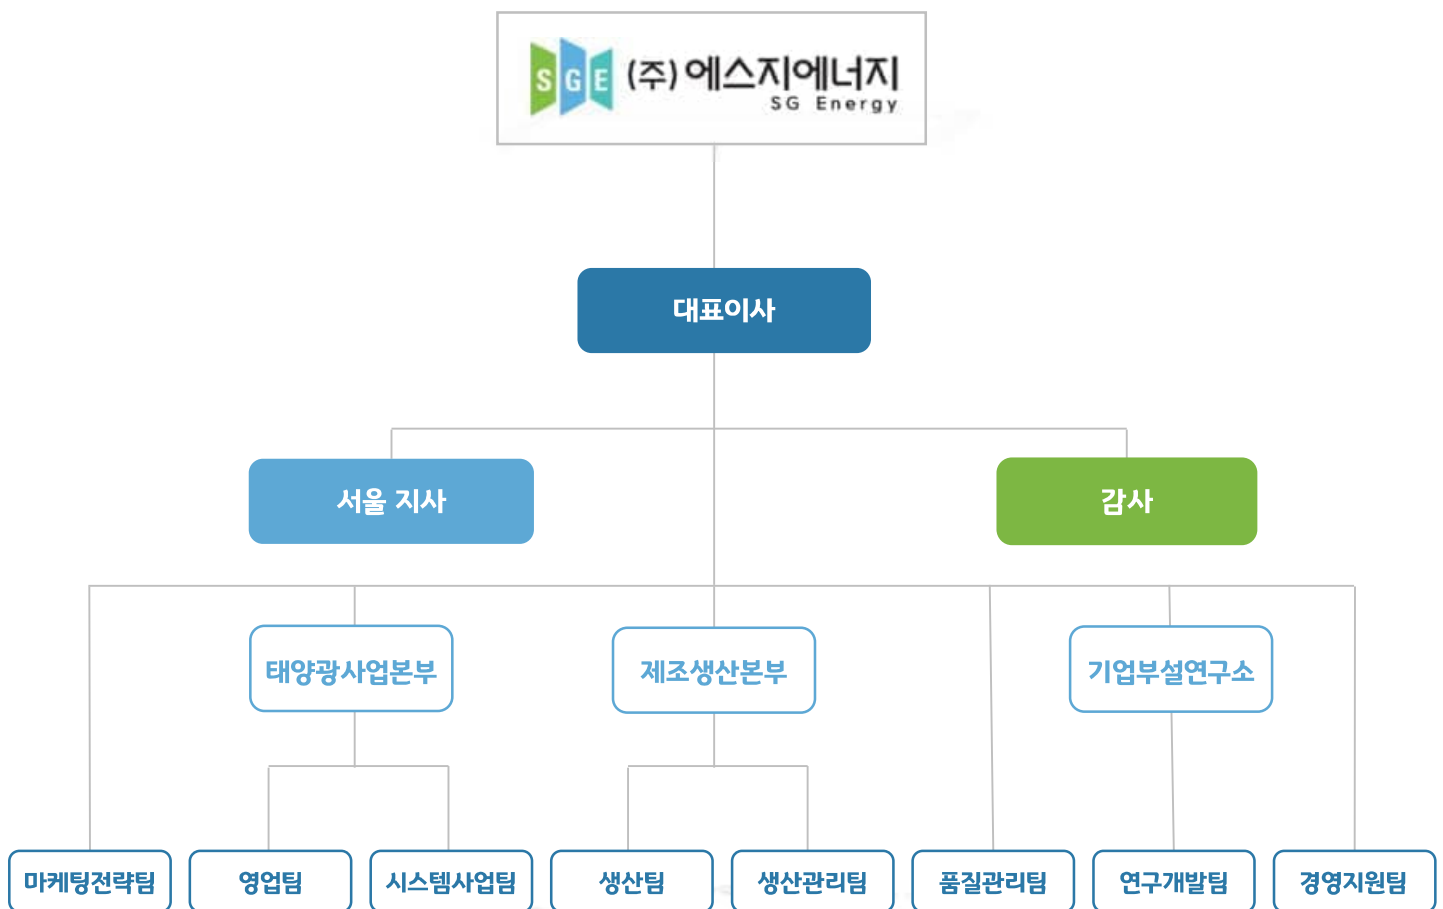 SGE (주)에스지에너지
SG Energy
대표이사
서울 지사
감사
태양광사업본부
제조생산본부
기업부설연구소
마케팅전략팀
영업팀
시스템사업팀
생산팀
생산관리팀
품질관리팀
연구개발팀
경영지원팀